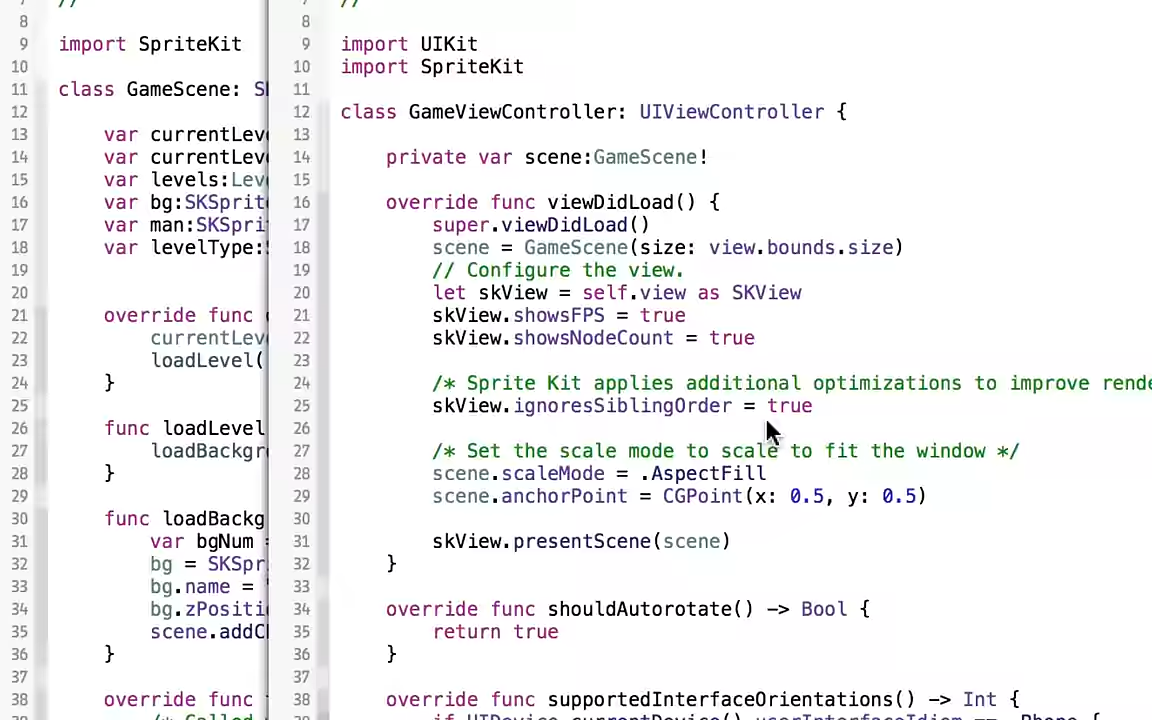 7 //
8
9 import SpriteKit
10
11 class GameScene: S
12
13 var currentLev
14 var currentLev
15 var levels:Lev
16 var bg:SKSprit
17 var man:SKSpri
18 var levelType:
19
20
21 override func
22 currentLev
23 loadLevel(
24 }
25
26 func loadLevel
27 loadBackgr
28 }
29
30 func loadBackg
31 var bgNum =
32 bg = SKSpr
33 bg.name =
34 bg.zPositi
35 scene.addC
36 }
37
38 override func
/* Called
7 //
8
9 import UIKit
10 import SpriteKit
11
12 class GameViewController: UIViewController {
13
14 private var scene:GameScene!
15
16 override func viewDidLoad() {
17 super.viewDidLoad()
18 scene = GameScene(size: view.bounds.size)
19 // Configure the view.
20 let skView = self.view as SKView
21 skView.showsFPS = true
22 skView.showsNodeCount = true
23
24 /* Sprite Kit applies additional optimizations to improve rende
25 skView.ignoresSiblingOrder = true
26
27 /* Set the scale mode to scale to fit the window */
28 scene.scaleMode = .AspectFill
29 scene.anchorPoint = CGPoint(x: 0.5, y: 0.5)
30
31 skView.presentScene(scene)
32 }
33
34 override func shouldAutorotate() -> Bool {
35 return true
36 }
37
38 override func supportedInterfaceOrientations() -> Int {
if UIDevice.currentDevice().userInterfaceIdiom == .Phone {